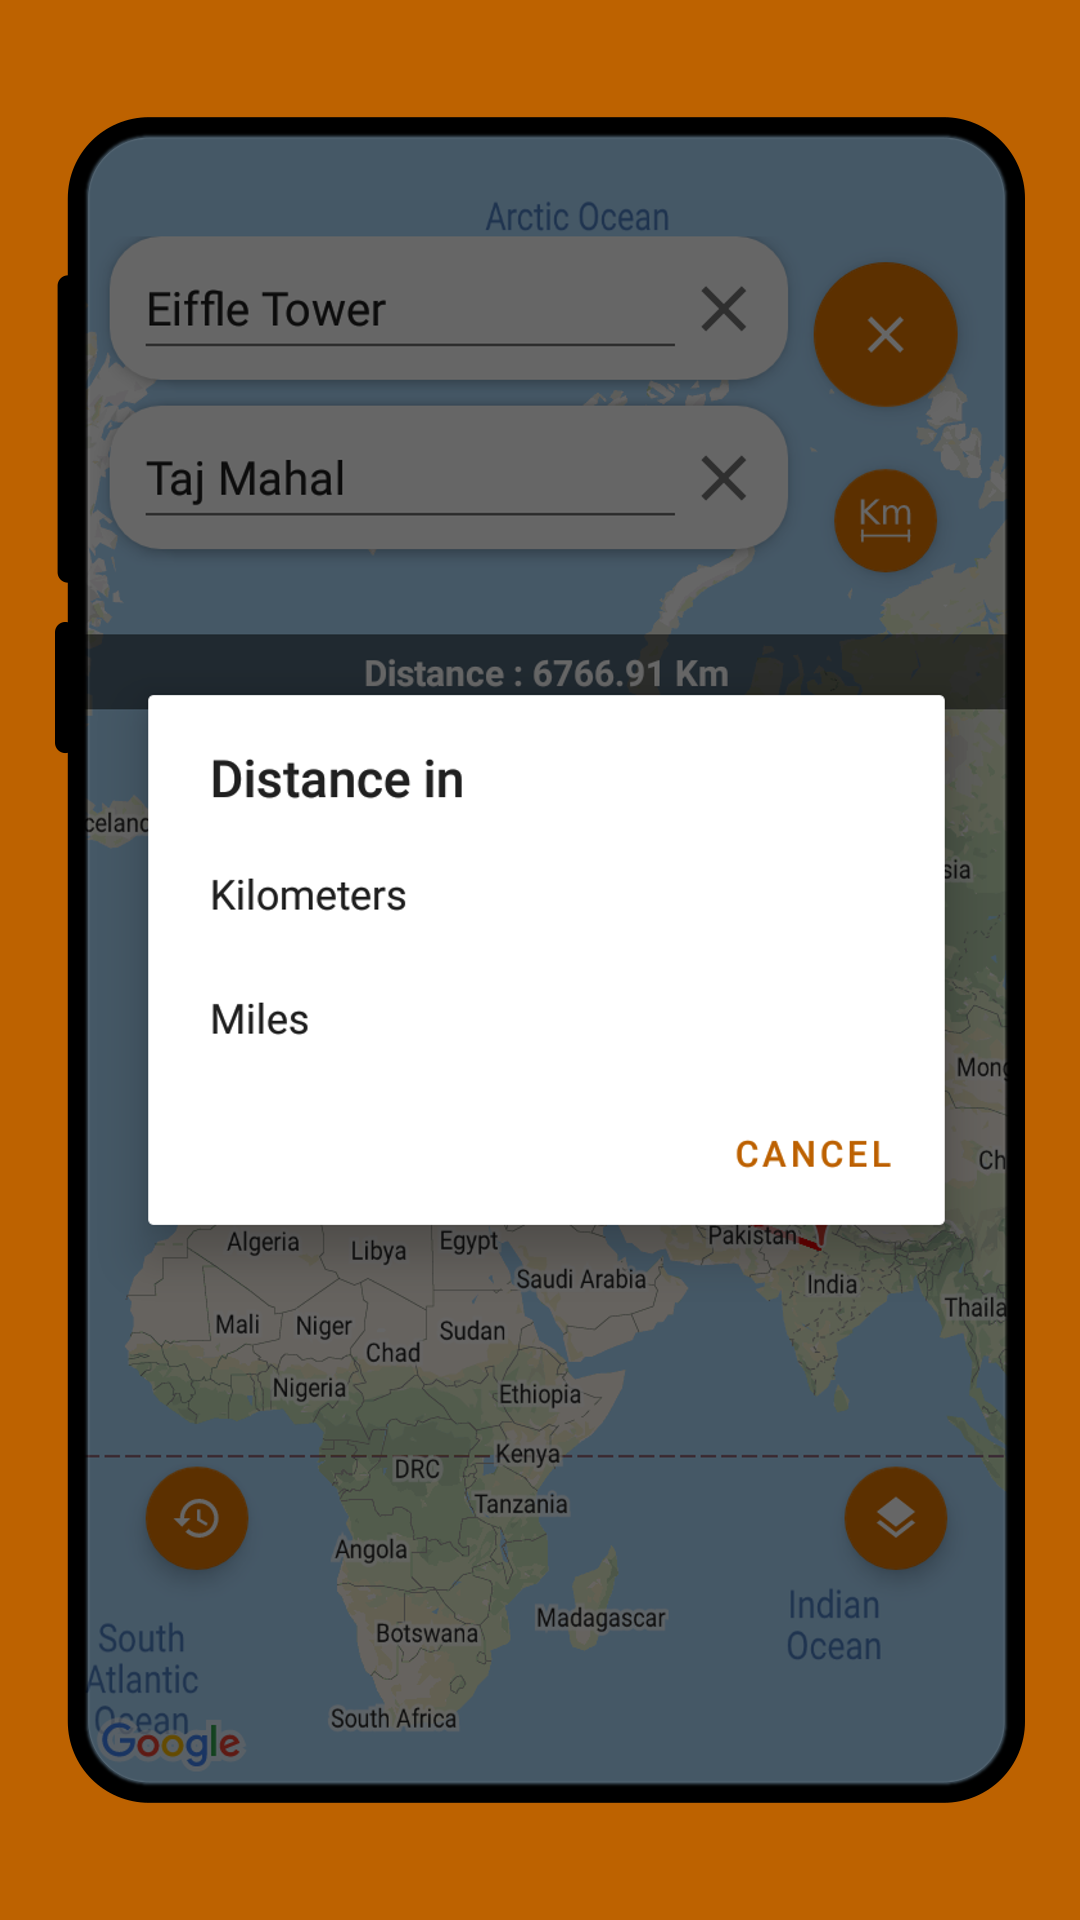 Arctic Ocean
Eiffle Tower
Taj Mahal
Km
Distance : 6766.91 Km
Distance in
celand
Kilometers
sia
Miles
Mong
CANCEL
Ch
Algeria
Libya
Egypt
Pakistan
Saudi Arabia
India
Thaila
Mali
Niger
Chad
Sudan
Nigeria
Ethiopia
DRC
Kenya
Tanzania
Angola
Botswana
Madagascar
Indian
Ocean
South
Atlantic
Ocean
South Africa
Google